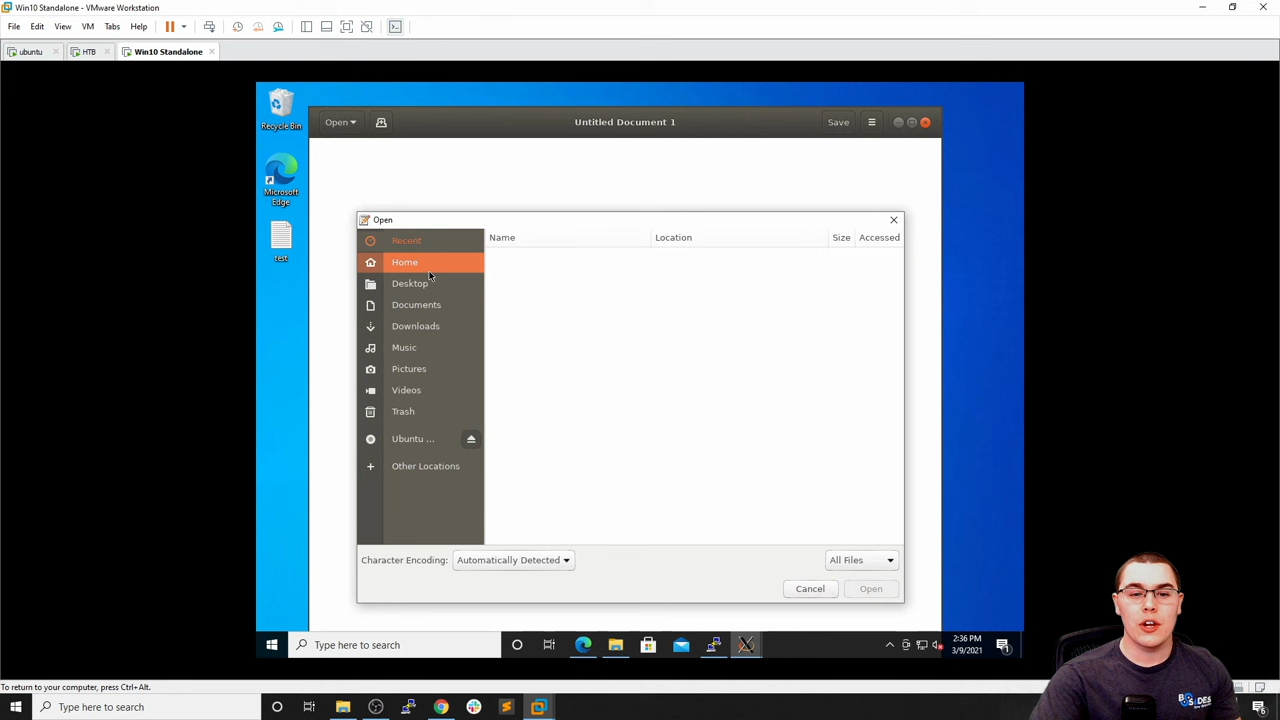 Win10 Standalone - VMware Workstation
File Edit View VM Tabs Help
ubuntu HTB Win10 Standalone
Recycle Bin
Microsoft
Edge
test
Open Untitled Document 1 Save
Open
Recent
Home
Desktop
Documents
Downloads
Music
Pictures
Videos
Trash
Ubuntu ...
Other Locations
Name Location Size Accessed
Character Encoding: Automatically Detected All Files
Cancel Open
Type here to search
2:36 PM
3/9/2021
1
To return to your computer, press Ctrl+Alt.
Type here to search
6